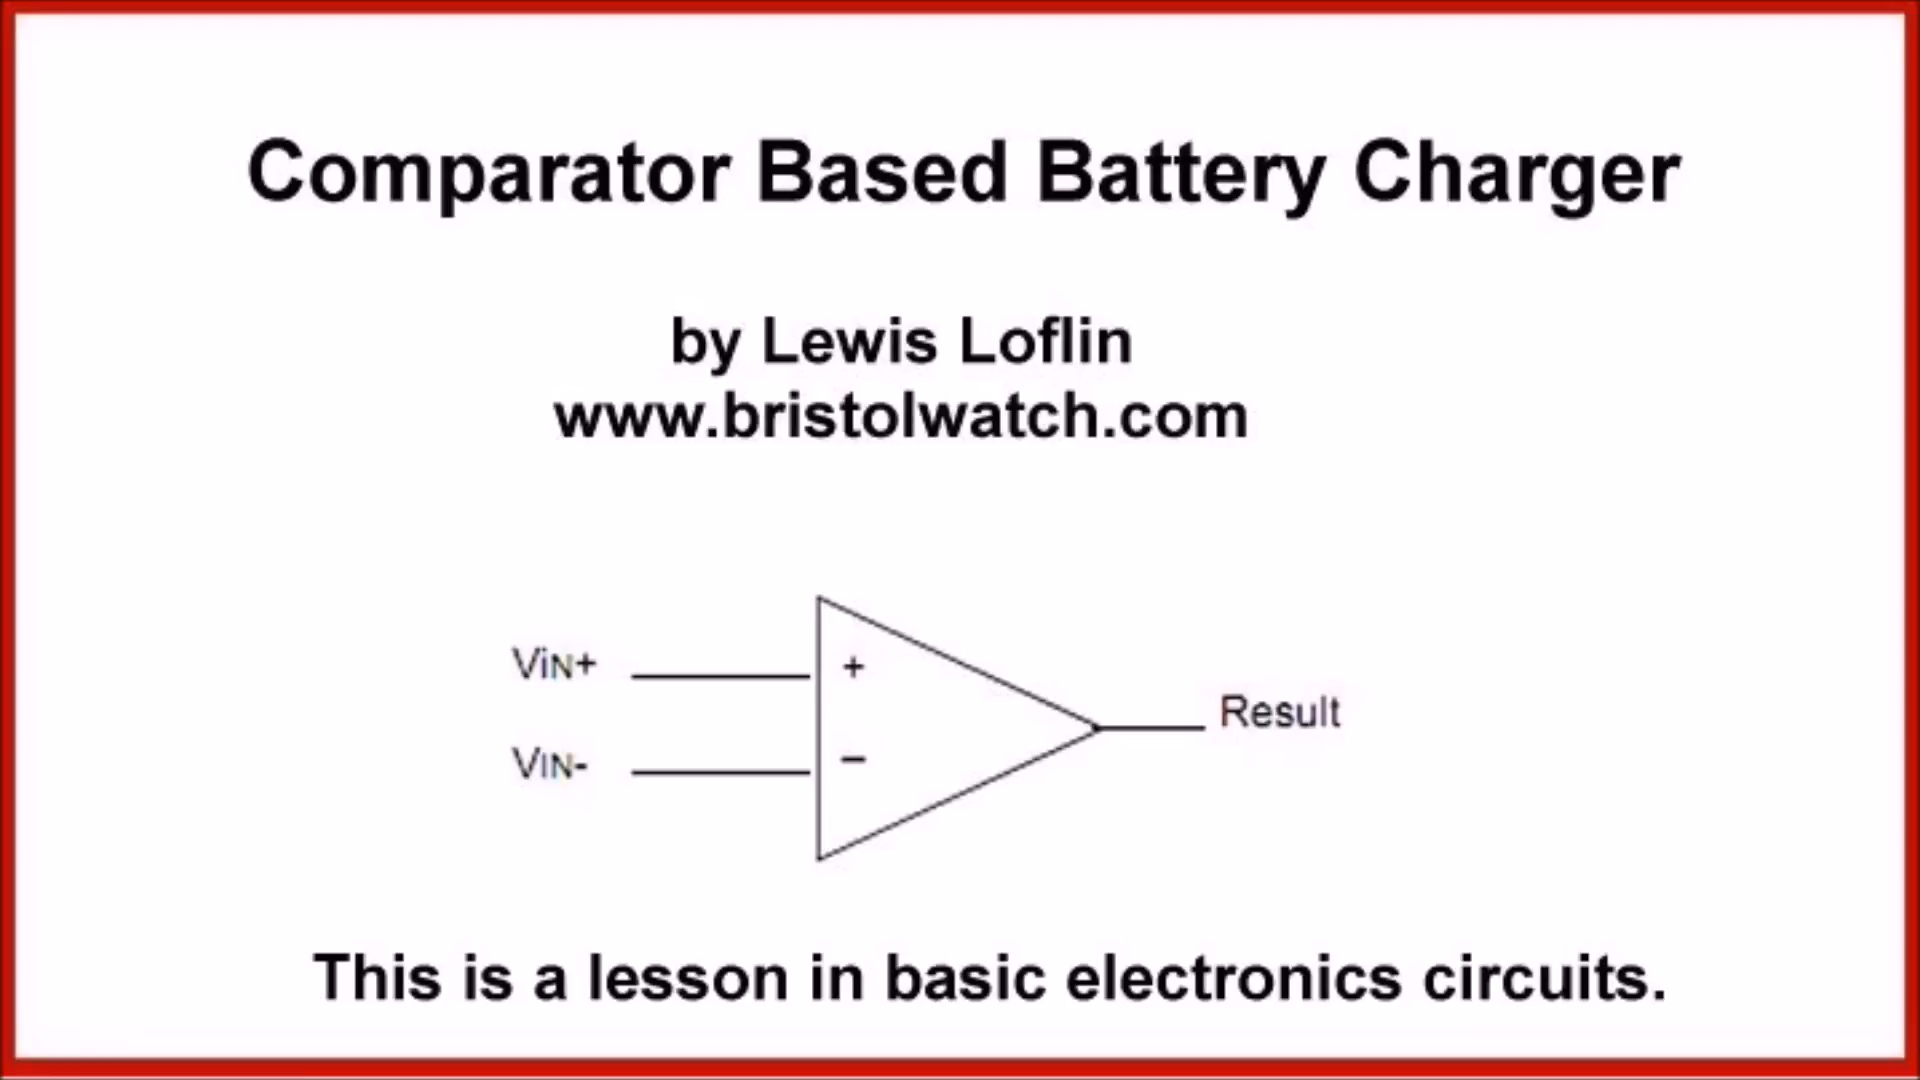 Comparator Based Battery Charger
by Lewis Loflin
www.bristolwatch.com
ViN+
+
Result
VIN-
−
This is a lesson in basic electronics circuits.